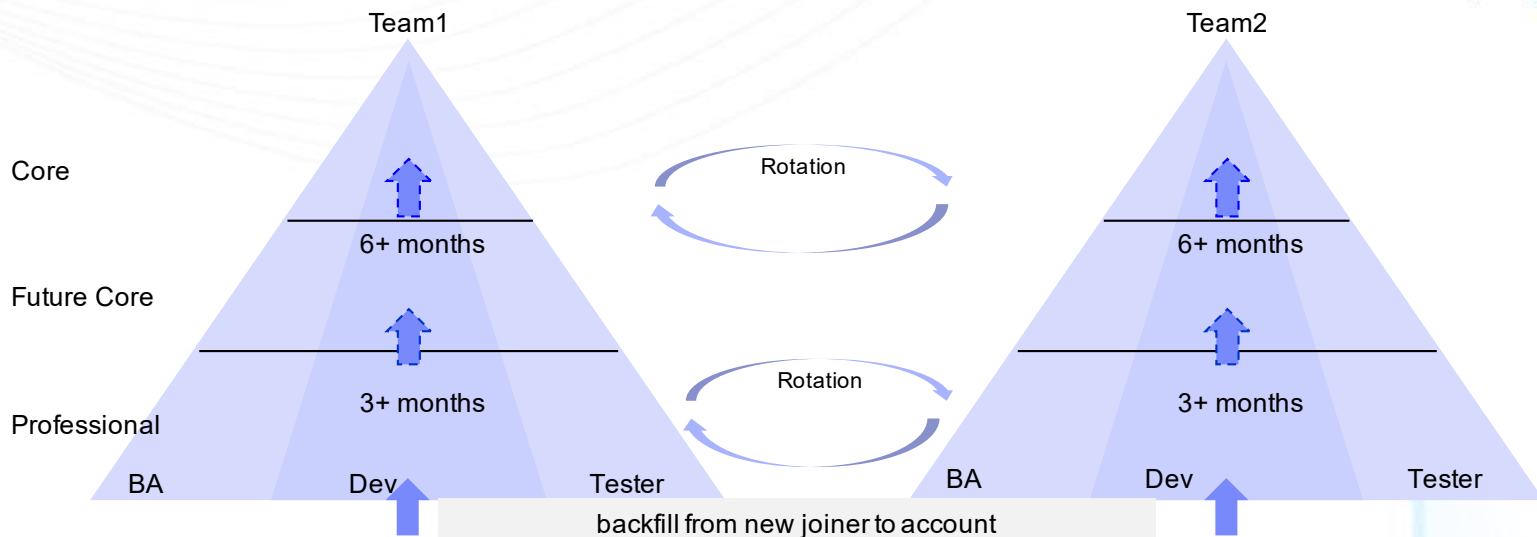 Team1
Team2
Core
Rotation
6+ months
6+ months
Future Core
Rotation
3+ months
3+ months
Professional
BA
Dev
Tester
BA
Dev
Tester
backfill from new joiner to account